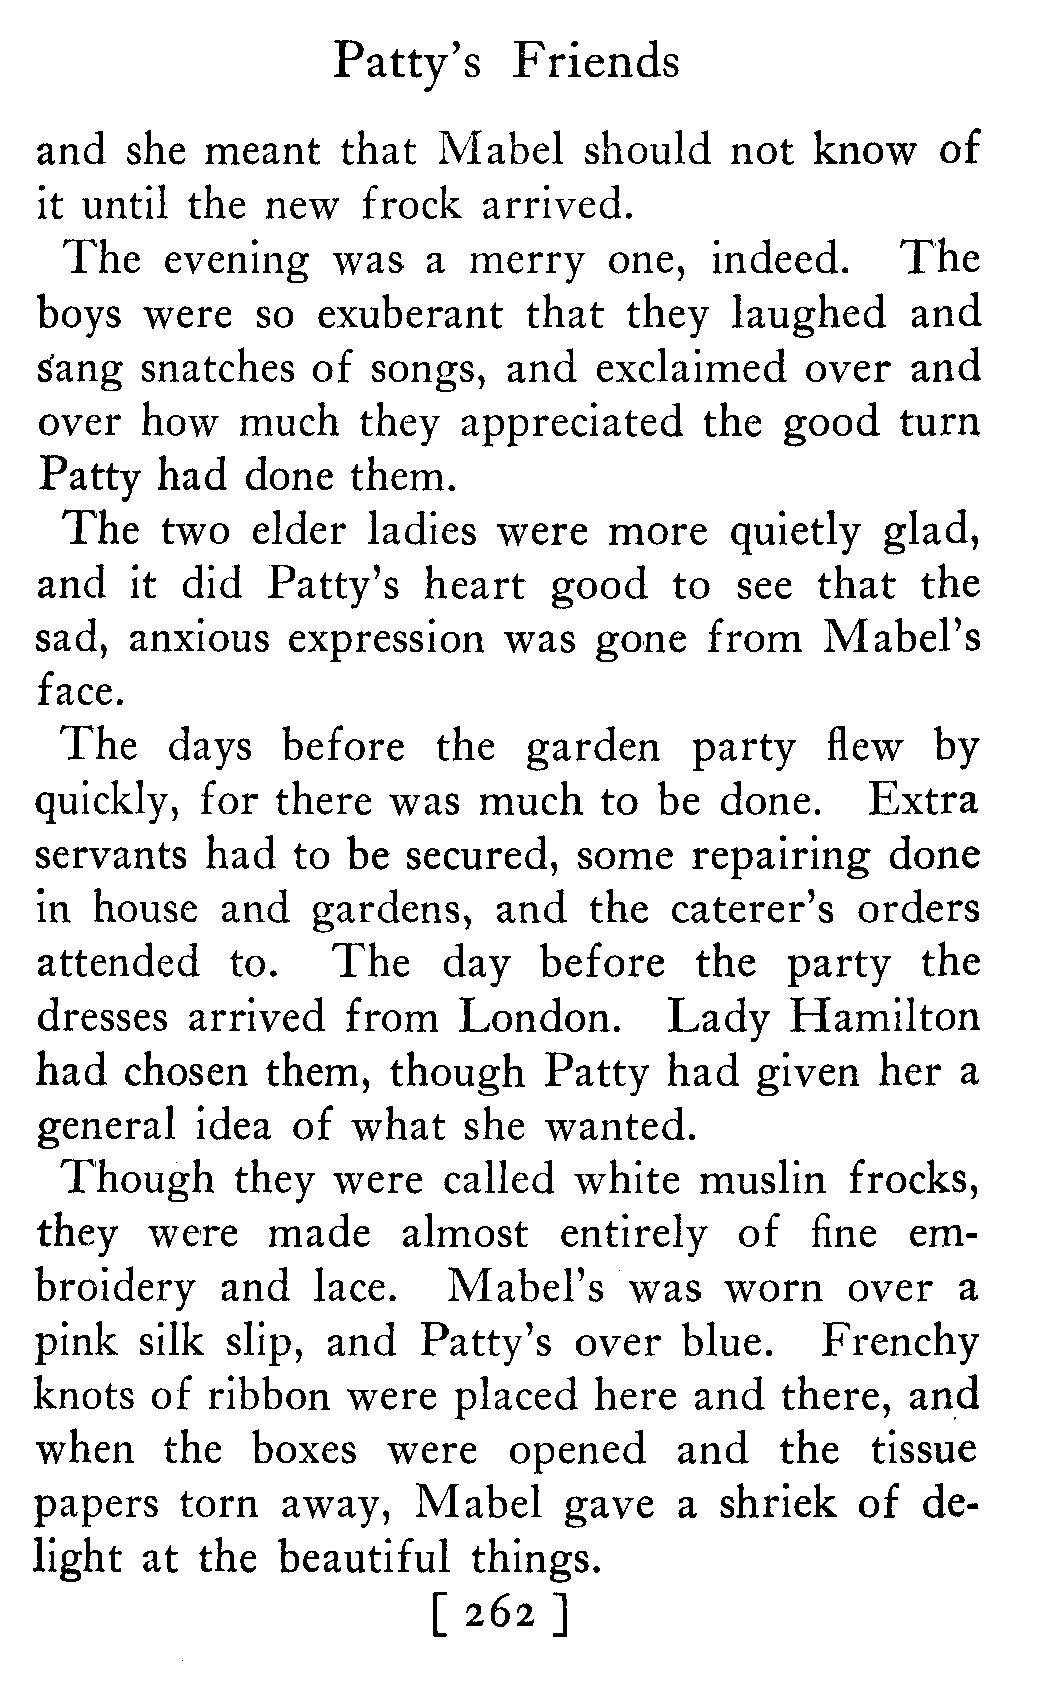 Patty's Friends
and she meant that Mabel should not know of
it until the new frock arrived.
The evening was a merry one, indeed. The
boys were so exuberant that they laughed and
sang snatches of songs, and exclaimed over and
over how much they appreciated the good turn
Patty had done them.
The two elder ladies were more quietly glad,
and it did Patty's heart good to see that the
sad, anxious expression was gone from Mabel's
face.
The days before the garden party flew by
quickly, for there was much to be done. Extra
servants had to be secured, some repairing done
in house and gardens, and the caterer's orders
attended to. The day before the party the
dresses arrived from London. Lady Hamilton
had chosen them, though Patty had given her a
general idea of what she wanted.
Though they were called white muslin frocks,
they were made almost entirely of fine em-
broidery and lace. Mabel's was worn over a
pink silk slip, and Patty's over blue. Frenchy
knots of ribbon were placed here and there, and
when the boxes were opened and the tissue
papers torn away, Mabel gave a shriek of de-
light at the beautiful things.
[ 262 ]